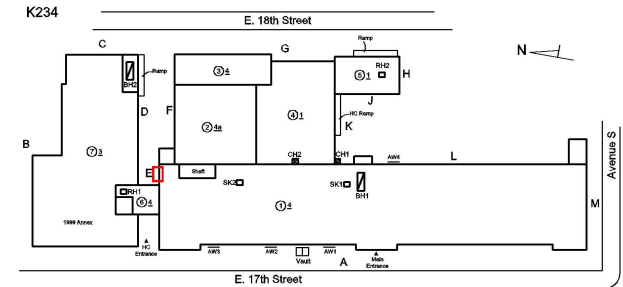 K234
E. 18th Street
C
G
Ramp
N
BH2
Ramp
3 4
RH2
5 1
H
D
F
J
HC Ramp
K
B
2 4a
4 1
7 3
CH2
CH1
AW4
L
E
Shaft
SK2
SK1
BH1
RH1
6 4
1 4
M
Avenue S
1999 Annex
HC
Entrance
AW3
AW2
AW1
Vault
A
Main
Entrance
E. 17th Street